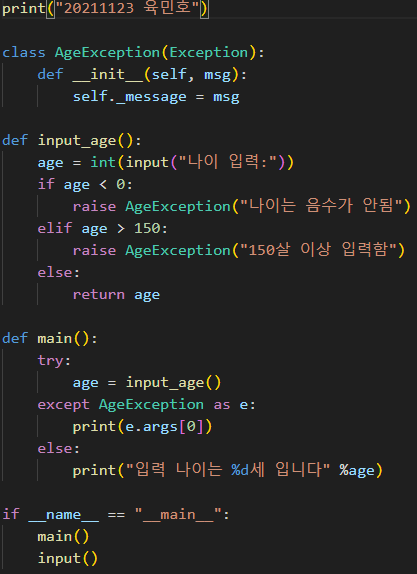 print("20211123 육민호")
class AgeException(Exception):
    def __init__(self, msg):
        self._message = msg
def input_age():
    age = int(input("나이 입력:"))
    if age < 0:
        raise AgeException("나이는 음수가 안됨")
    elif age > 150:
        raise AgeException("150살 이상 입력함")
    else:
        return age
def main():
    try:
        age = input_age()
    except AgeException as e:
        print(e.args[0])
    else:
        print("입력 나이는 %d세 입니다" %age)
if __name__ == "__main__":
    main()
    input()